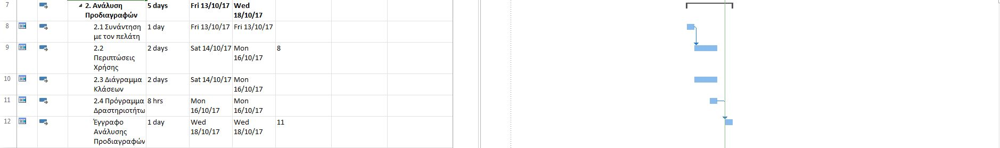 7 2. Ανάλυση 5 days Fri 13/10/17 Wed
Προδιαγραφών 18/10/17
8 2.1 Συνάντηση 1 day Fri 13/10/17 Fri 13/10/17
με τον πελάτη
9 2.2 2 days Sat 14/10/17 Mon 8
Περιπτώσεις 16/10/17
Χρήσης
10 2.3 Διάγραμμα 2 days Sat 14/10/17 Mon
Κλάσεων 16/10/17
11 2.4 Πρόγραμμα 8 hrs Mon Mon
Δραστηριοτήτω 16/10/17 16/10/17
12 Έγγραφο 1 day Wed Wed 11
Ανάλυσης 18/10/17 18/10/17
Προδιαγραφών